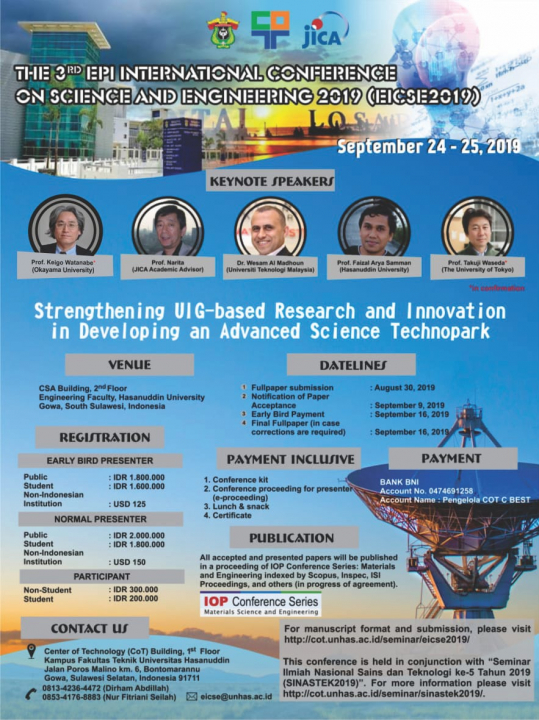 JICA
THE 3RD EPI INTERNATIONAL CONFERENCE
ON SCIENCE AND ENGINEERING 2019 (EICSE2019)
September 24 - 25, 2019
KEYNOTE SPEAKERS
Prof. Keigo Watanabe*
(Okayama University)
Prof. Narita
(JICA Academic Advisor)
Dr. Wesam Al Madhoun
(Universiti Teknologi Malaysia)
Prof. Faizal Arya Samman
(Hasanuddin University)
Prof. Takuji Waseda*
(The University of Tokyo)
*in confirmation
Strengthening UIG-based Research and Innovation
in Developing an Advanced Science Technopark
VENUE
CSA Building, 2nd Floor
Engineering Faculty, Hasanuddin University
Gowa, South Sulawesi, Indonesia
DATELINES
1 Fullpaper submission : August 30, 2019
2 Notification of Paper
Acceptance : September 9, 2019
3 Early Bird Payment : September 16, 2019
4 Final Fullpaper (in case
corrections are required) : September 16, 2019
REGISTRATION
EARLY BIRD PRESENTER
Public : IDR 1.800.000
Student : IDR 1.600.000
Non-Indonesian
Institution : USD 125
NORMAL PRESENTER
Public : IDR 2.000.000
Student : IDR 1.800.000
Non-Indonesian
Institution : USD 150
PARTICIPANT
Non-Student : IDR 300.000
Student : IDR 200.000
PAYMENT INCLUSIVE
1. Conference kit
2. Conference proceeding for presenter
(e-proceeding)
3. Lunch & snack
4. Certificate
PAYMENT
BANK BNI
Account No. 0474691258
Account Name : Pengelola COT C BEST
PUBLICATION
All accepted and presented papers will be published
in a proceeding of IOP Conference Series: Materials
and Engineering indexed by Scopus, Inspec, ISI
Proceedings, and others (in progress of agreement).
IOP Conference Series
Materials Science and Engineering
CONTACT US
Center of Technology (CoT) Building, 1st Floor
Kampus Fakultas Teknik Universitas Hasanuddin
Jalan Poros Malino km. 6, Bontomarannu
Gowa, Sulawesi Selatan, Indonesia 91711
0813-4236-4472 (Dirham Abdillah)
0853-4176-8883 (Nur Fitriani Seilah)
eicse@unhas.ac.id
For manuscript format and submission, please visit
http://cot.unhas.ac.id/seminar/eicse2019/
This conference is held in conjunction with “Seminar
Ilmiah Nasional Sains dan Teknologi ke-5 Tahun 2019
(SINASTEK2019)”. For more information please visit
http://cot.unhas.ac.id/seminar/sinastek2019/.